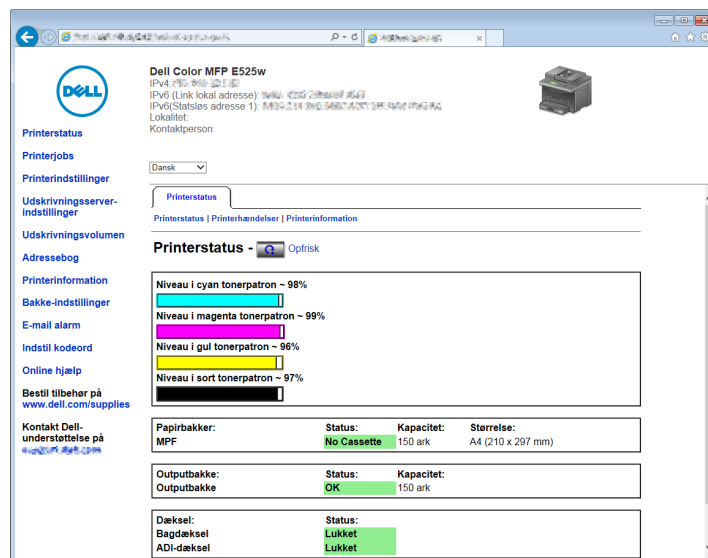 DELL
Dell Color MFP E525w
IPv4:
IPv6 (Link lokal adresse):
IPv6(Statsløs adresse 1):
Lokalitet:
Kontaktperson:
Dansk
Printerstatus
Printerjobs
Printerindstillinger
Udskrivningsserver-
indstillinger
Udskrivningsvolumen
Adressebog
Printerinformation
Bakke-indstillinger
E-mail alarm
Indstil kodeord
Online hjælp
Bestil tilbehør på
www.dell.com/supplies
Kontakt Dell-
understøttelse på
Printerstatus
Printerstatus | Printerhændelser | Printerinformation
Printerstatus - Opfrisk
Niveau i cyan tonerpatron ~ 98%
Niveau i magenta tonerpatron ~ 99%
Niveau i gul tonerpatron ~ 96%
Niveau i sort tonerpatron ~ 97%
Papirbakker: Status: Kapacitet: Størrelse:
MPF No Cassette 150 ark A4 (210 x 297 mm)
Outputbakke: Status: Kapacitet:
Outputbakke OK 150 ark
Dæksel: Status:
Bagdæksel Lukket
ADI-dæksel Lukket